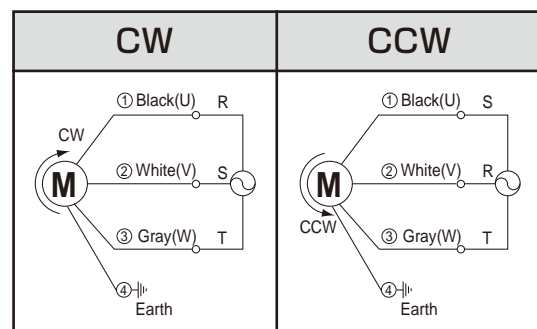 CW
CCW
① Black(U) R
CW
② White(V) S
M
③ Gray(W) T
④
Earth
① Black(U) S
② White(V) R
M
CCW
③ Gray(W) T
④
Earth